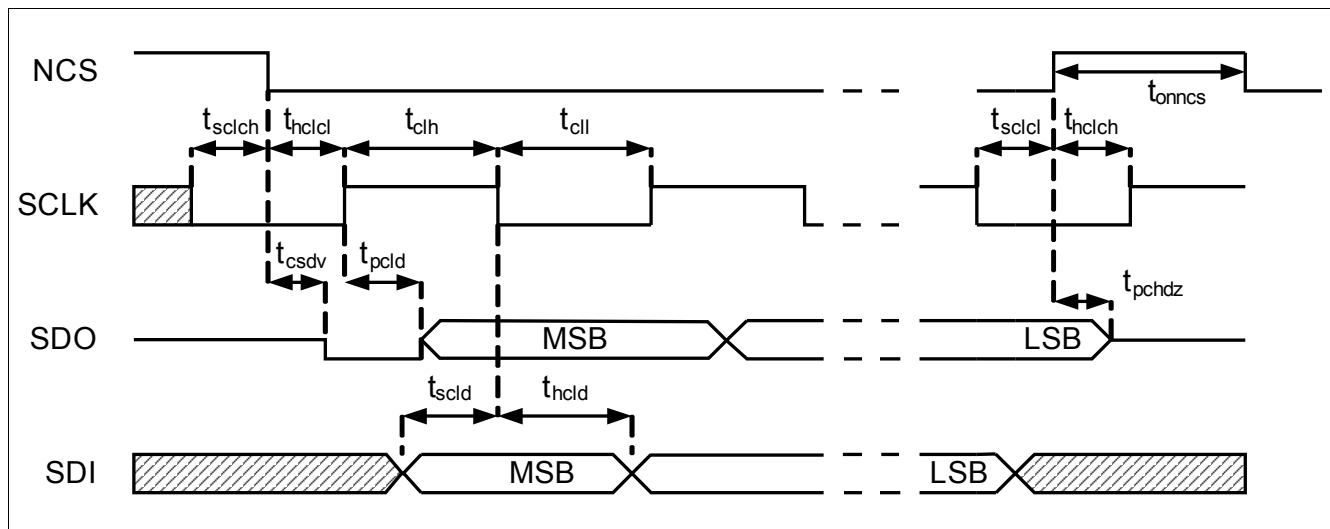 NCS
t_onncs
t_sclch t_hclcl t_clh t_cll t_sclcl t_hclch
SCLK
t_csdv t_pcld
t_pchdz
SDO MSB LSB
t_scld t_hcld
SDI MSB LSB